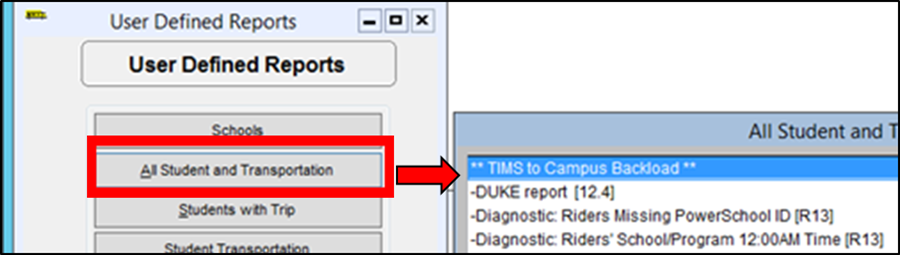 User Defined Reports
User Defined Reports
Schools
All Student and Transportation
Students with Trip
Student Transportation
All Student and T
** TIMS to Campus Backload **
-DUKE report [12.4]
-Diagnostic: Riders Missing PowerSchool ID [R13]
-Diagnostic: Riders' School/Program 12:00AM Time [R13]